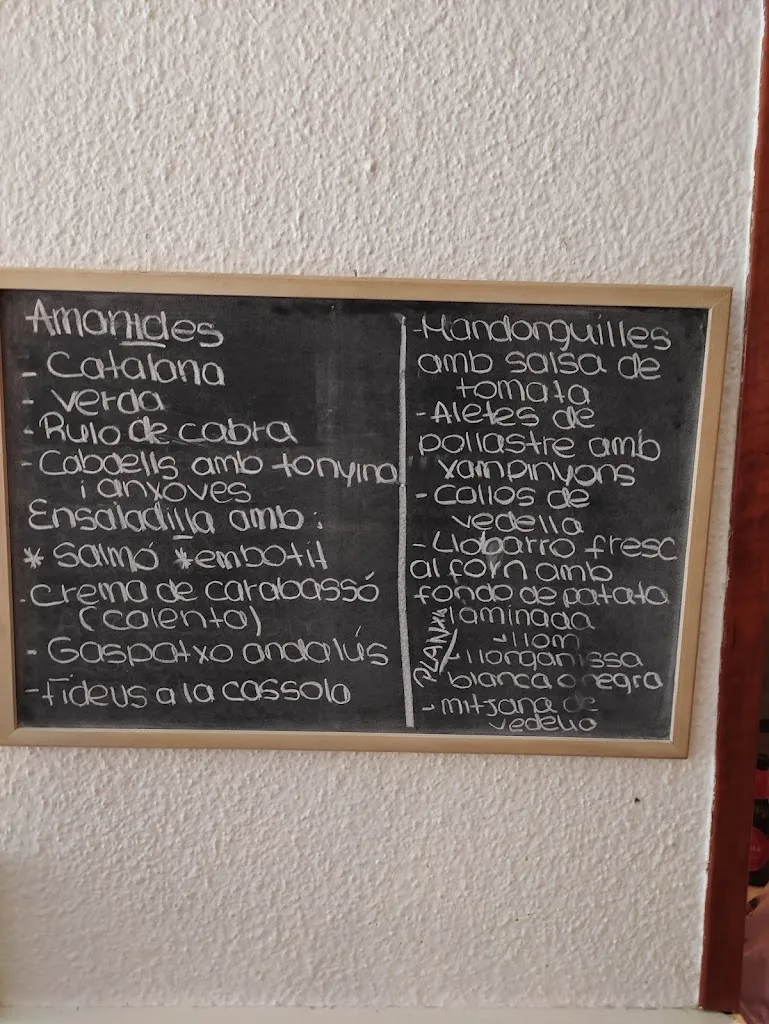 Amanides
- Catalana
- verda
- Rulo de cabra
- Cabdells amb tonyina
i anxoves
Ensaladilla amb:
* salmó * embotit
. crema de carabassó
(calenta)
- Gaspatxo andalús
- Fideus a la cassola
- Mandonguilles
amb salsa de
tomata
- Aletes de
pollastre amb
xampinyons
- callos de
vedella
- Llobarro fresc
al forn amb
fondo de patata
laminada
PLANXA
- llom
- llonganissa
blanca o negra
- mitjana de
vedella